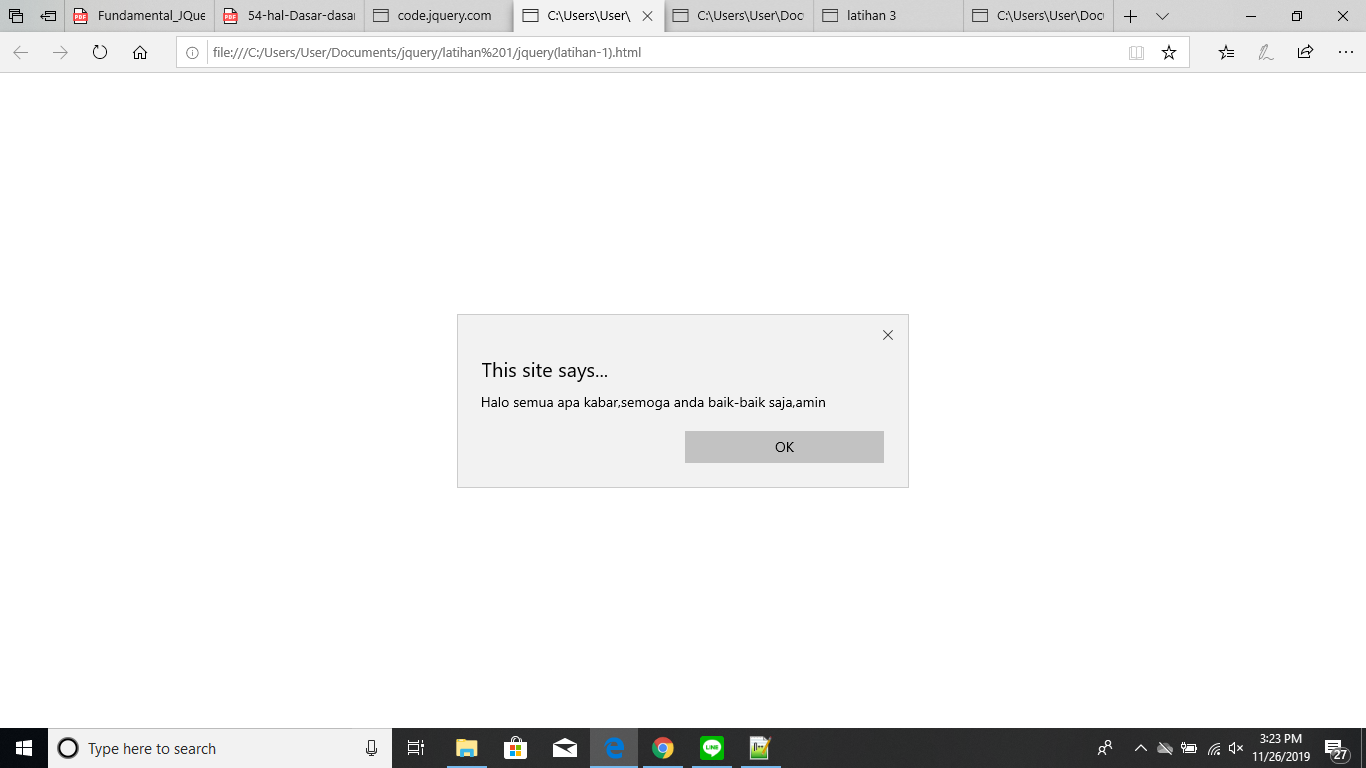 Fundamental_JQue
54-hal-Dasar-dasar
code.jquery.com
C:\Users\User\
C:\Users\User\Doc
latihan 3
C:\Users\User\Doc
file:///C:/Users/User/Documents/jquery/latihan%201/jquery(latihan-1).html
This site says...
Halo semua apa kabar,semoga anda baik-baik saja,amin
OK
Type here to search
LINE
3:23 PM
11/26/2019
27